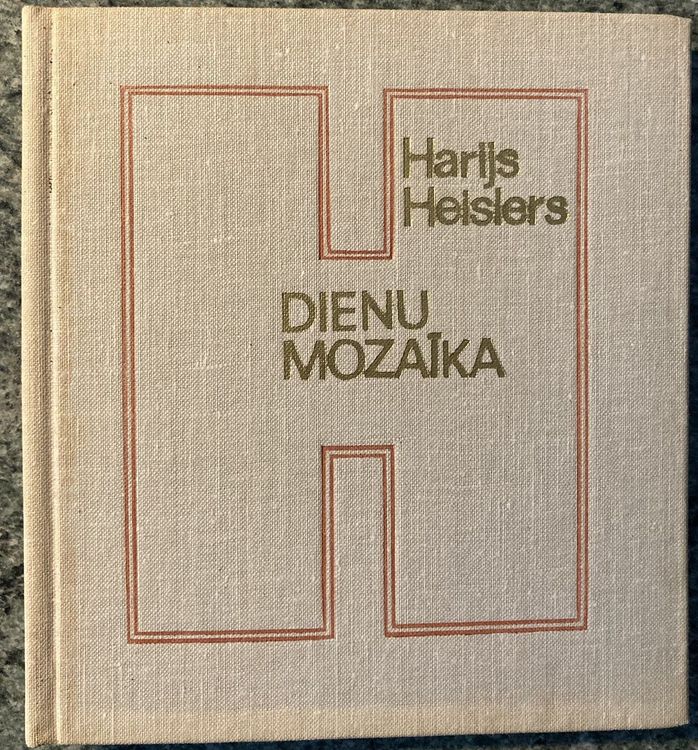 Harijs
Heislers
DIENU
MOZAĪKA